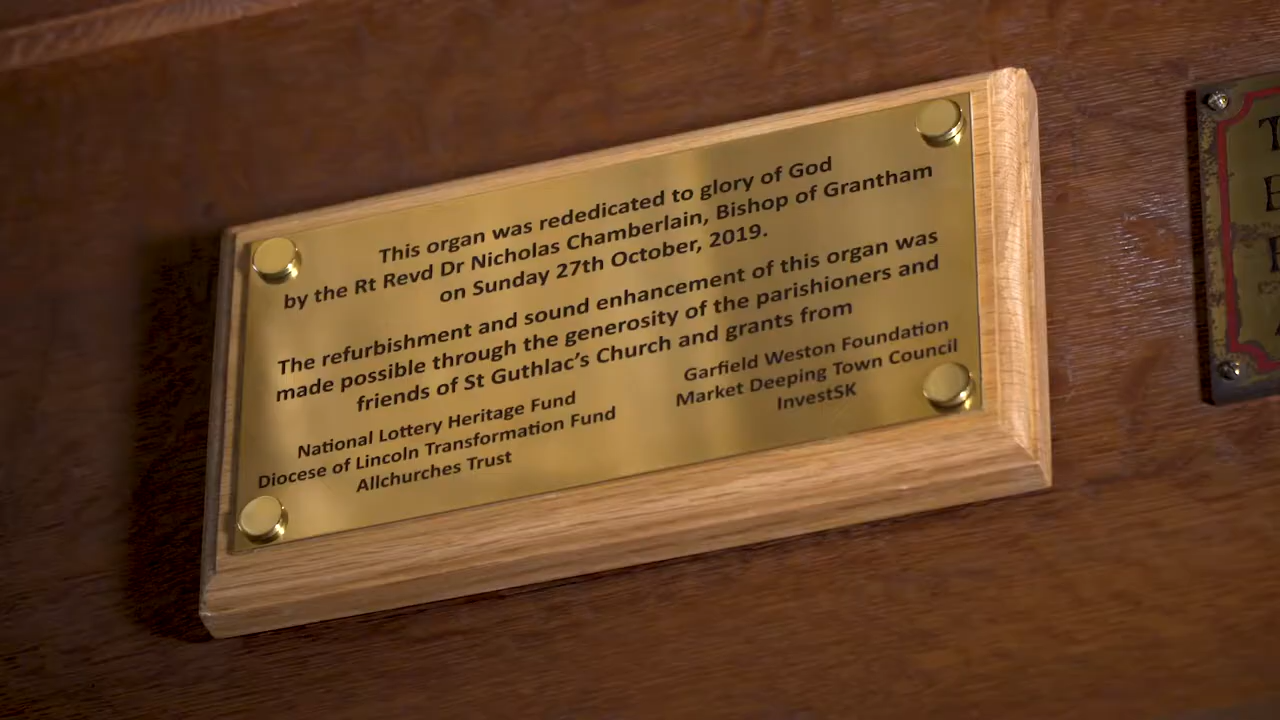 This organ was rededicated to glory of God
by the Rt Revd Dr Nicholas Chamberlain, Bishop of Grantham
on Sunday 27th October, 2019.
The refurbishment and sound enhancement of this organ was
made possible through the generosity of the parishioners and
friends of St Guthlac’s Church and grants from
National Lottery Heritage Fund
Diocese of Lincoln Transformation Fund
Allchurches Trust
Garfield Weston Foundation
Market Deeping Town Council
InvestSK